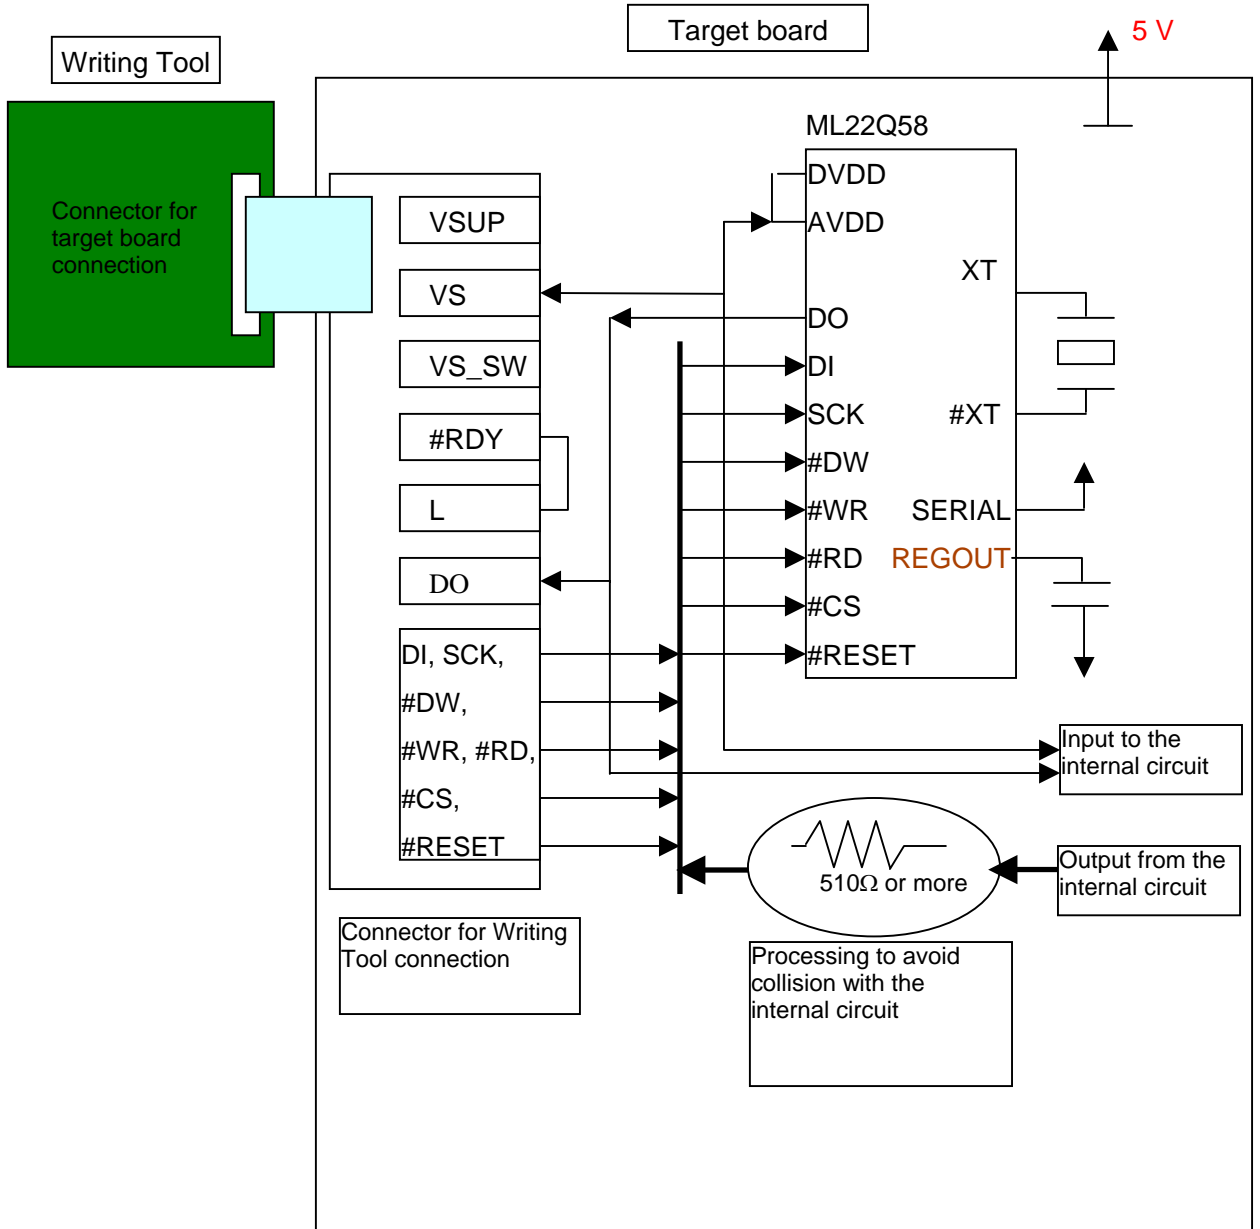 Target board
5 V
Writing Tool
ML22Q58
Connector for
target board
connection
VSUP
VS
VS_SW
#RDY
L
DO
DI, SCK,
#DW,
#WR, #RD,
#CS,
#RESET
DVDD
AVDD
DO
DI
SCK
#DW
#WR
#RD
#CS
#RESET
XT
#XT
SERIAL
REGOUT
Input to the
internal circuit
510Ω or more
Output from the
internal circuit
Connector for Writing
Tool connection
Processing to avoid
collision with the
internal circuit